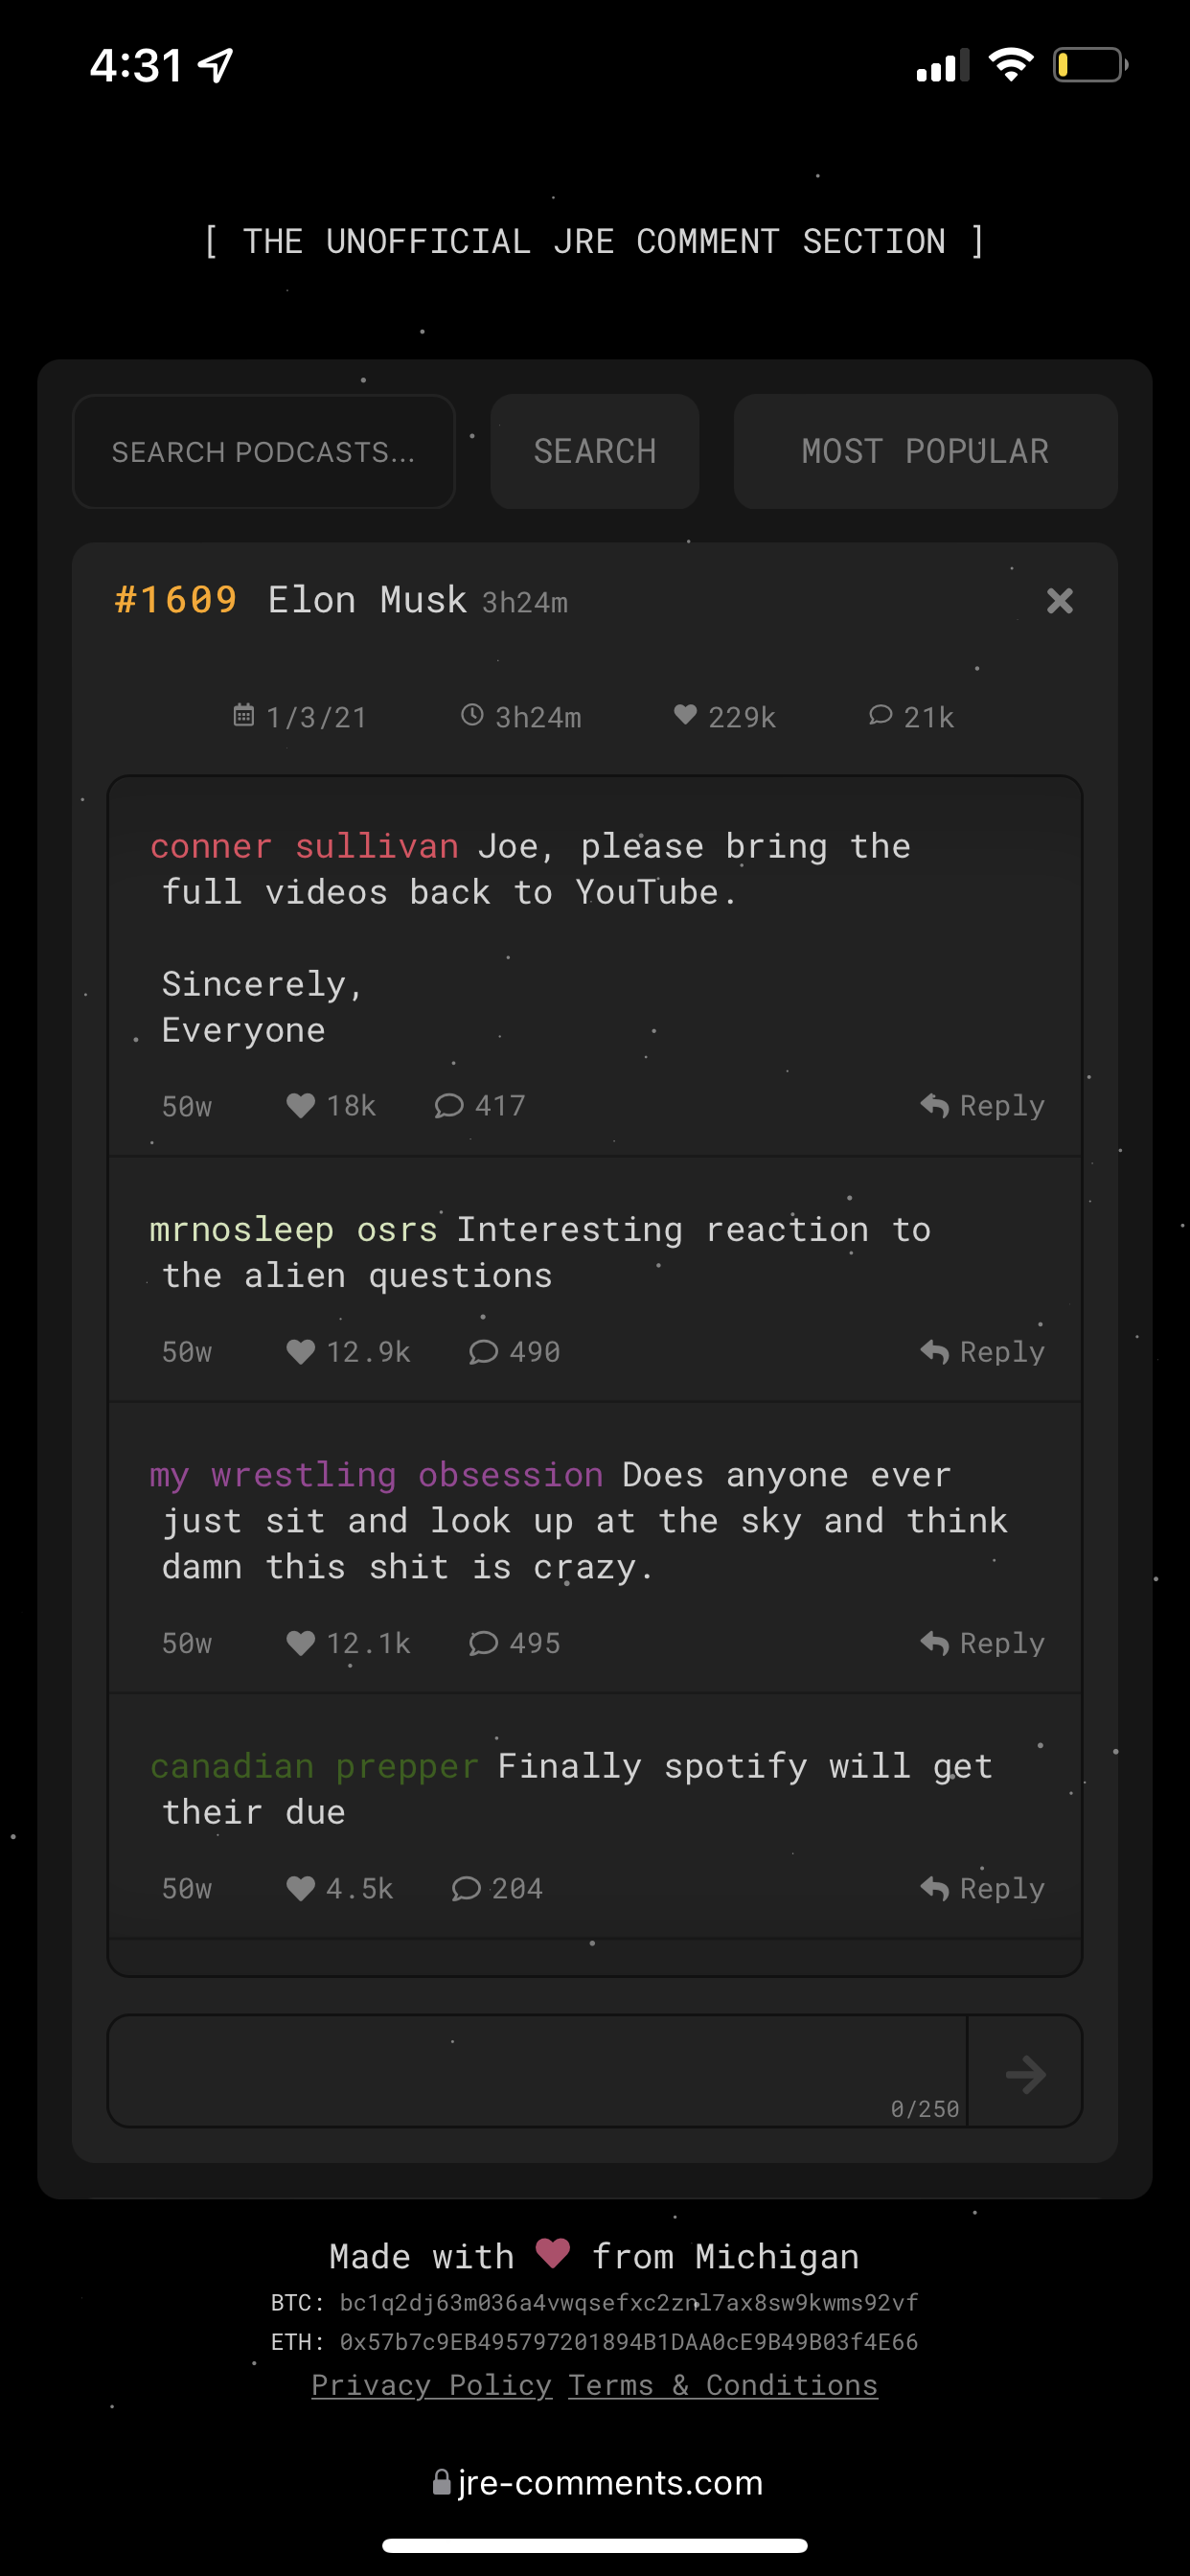 4:31
[ THE UNOFFICIAL JRE COMMENT SECTION ]
SEARCH PODCASTS...
SEARCH
MOST POPULAR
#1609 Elon Musk 3h24m
1/3/21 3h24m 229k 21k
conner sullivan Joe, please bring the
full videos back to YouTube.
Sincerely,
Everyone
50w 18k 417 Reply
mrnosleep osrs Interesting reaction to
the alien questions
50w 12.9k 490 Reply
my wrestling obsession Does anyone ever
just sit and look up at the sky and think
damn this shit is crazy.
50w 12.1k 495 Reply
canadian prepper Finally spotify will get
their due
50w 4.5k 204 Reply
0/250
Made with from Michigan
BTC: bc1q2dj63m036a4vwqsefxc2znl7ax8sw9kwms92vf
ETH: 0x57b7c9EB495797201894B1DAA0cE9B49B03f4E66
Privacy Policy Terms & Conditions
jre-comments.com